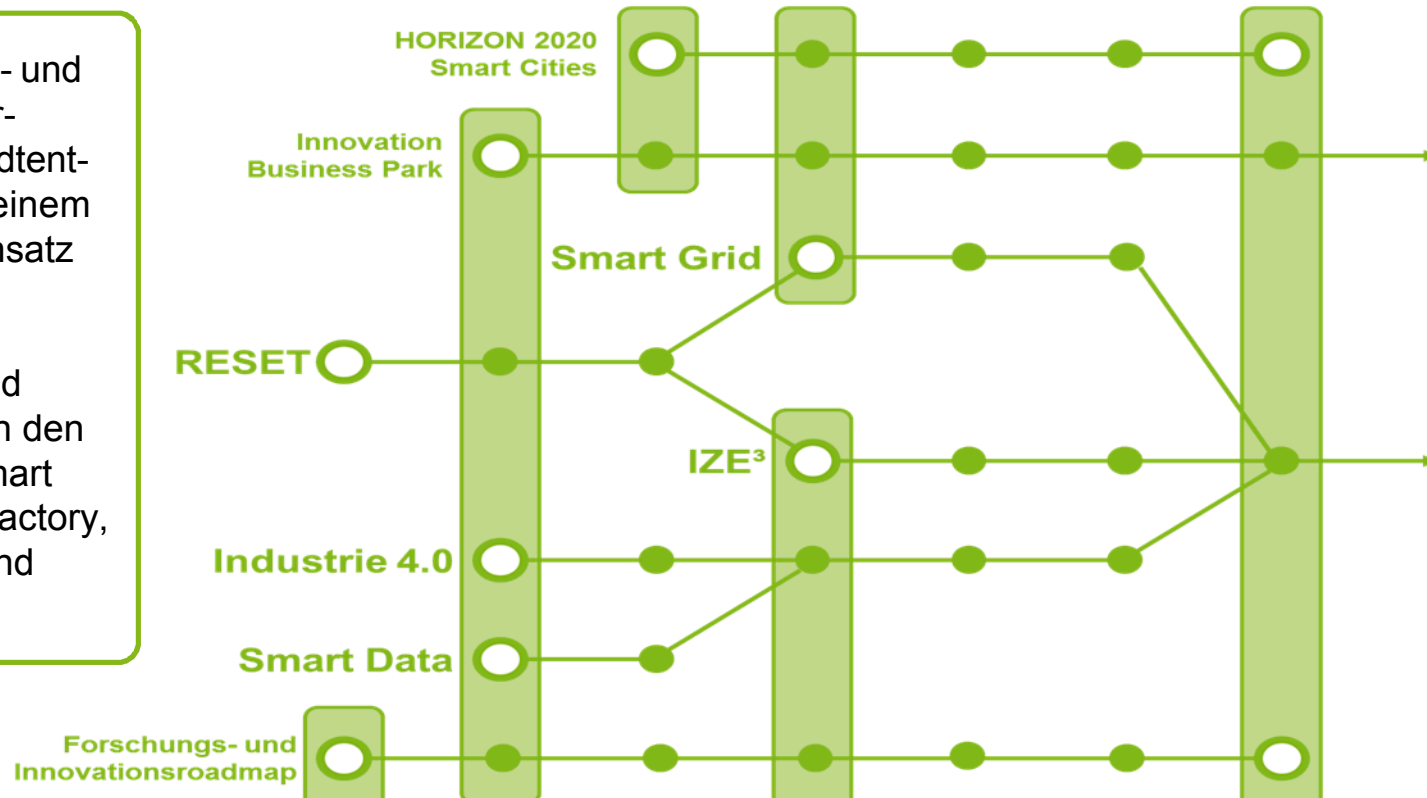 - und
r-
dtent-
einem
nsatz
d
n den
nart
actory,
nd
HORIZON 2020
Smart Cities
Innovation
Business Park
Smart Grid
RESET
IZE³
Industrie 4.0
Smart Data
Forschungs- und
Innovationsroadmap